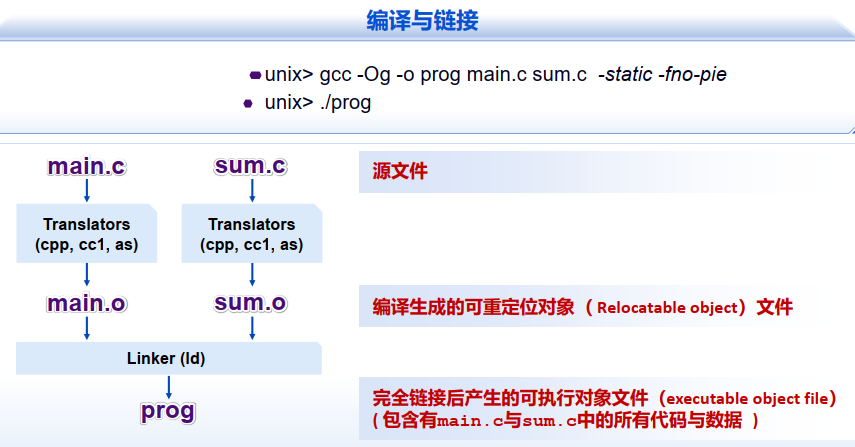 编译与链接
unix> gcc -Og -o prog main.c sum.c -static -fno-pie
unix> ./prog
main.c
sum.c
源文件
Translators
(cpp, cc1, as)
Translators
(cpp, cc1, as)
main.o
sum.o
编译生成的可重定位对象（ Relocatable object）文件
Linker (ld)
prog
完全链接后产生的可执行对象文件（executable object file）
( 包含有main.c与sum.c中的所有代码与数据 )